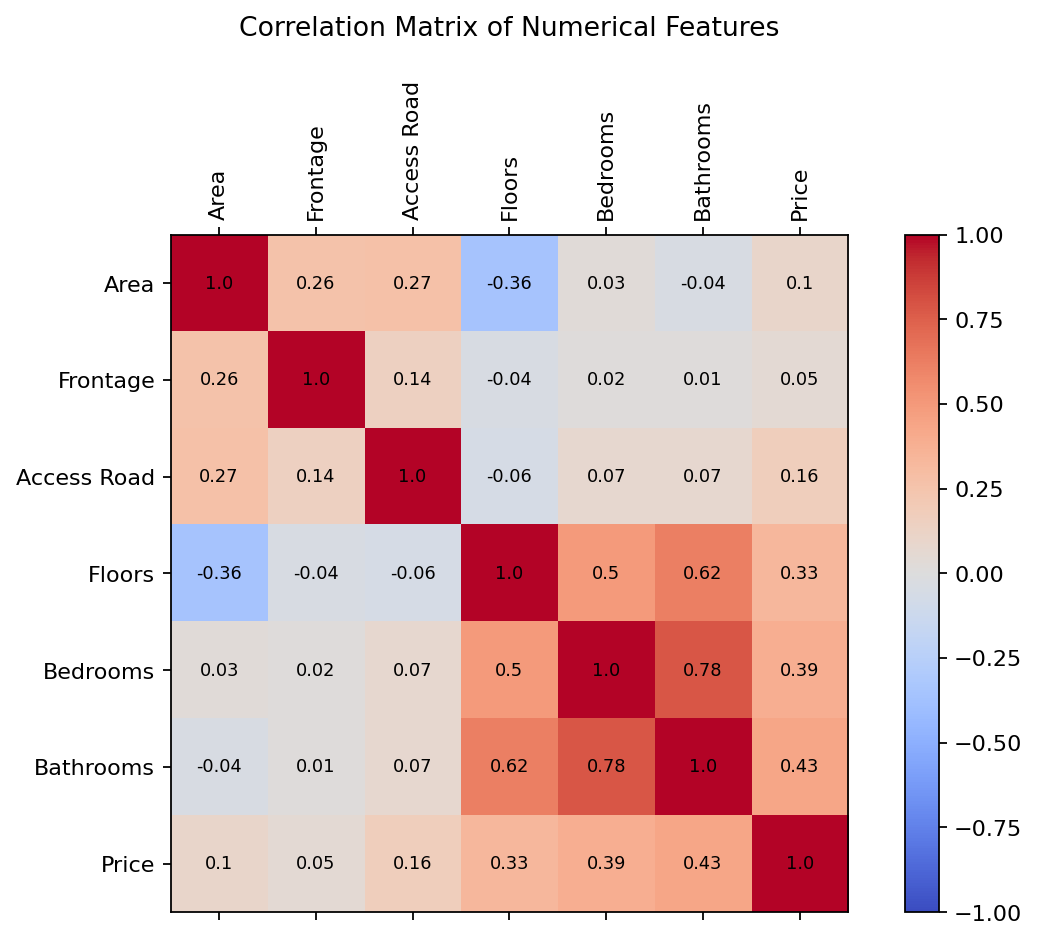 Correlation Matrix of Numerical Features
Area
Frontage
Access Road
Floors
Bedrooms
Bathrooms
Price
Area 1.0 0.26 0.27 -0.36 0.03 -0.04 0.1
Frontage 0.26 1.0 0.14 -0.04 0.02 0.01 0.05
Access Road 0.27 0.14 1.0 -0.06 0.07 0.07 0.16
Floors -0.36 -0.04 -0.06 1.0 0.5 0.62 0.33
Bedrooms 0.03 0.02 0.07 0.5 1.0 0.78 0.39
Bathrooms -0.04 0.01 0.07 0.62 0.78 1.0 0.43
Price 0.1 0.05 0.16 0.33 0.39 0.43 1.0
1.00
0.75
0.50
0.25
0.00
−0.25
−0.50
−0.75
−1.00